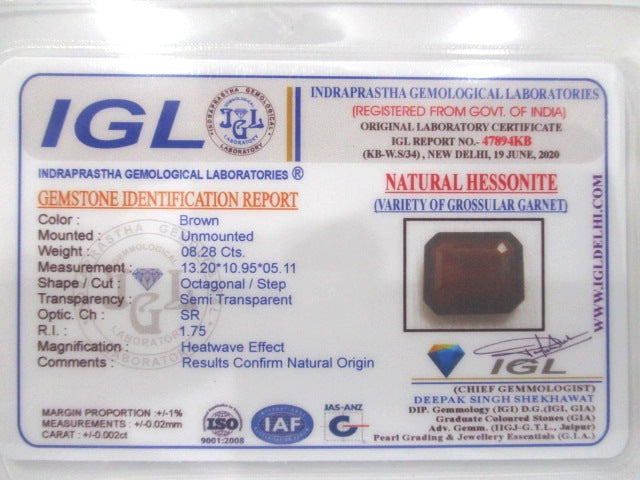 IGL
INDRAPRASTHA GEMOLOGICAL LABORATORIES ®
GEMSTONE IDENTIFICATION REPORT
Color : Brown
Mounted : Unmounted
Weight : 08.28 Cts.
Measurement : 13.20*10.95*05.11
Shape / Cut : Octagonal / Step
Transparency : Semi Transparent
Optic. Ch : SR
R.I. : 1.75
Magnification : Heatwave Effect
Comments : Results Confirm Natural Origin
MARGIN PROPORTION :+/-1%
MEASUREMENTS : +/-0.02mm
CARAT : +/-0.002ct
ISO
9001:2008
IAF
JAS-ANZ
INDRAPRASTHA GEMOLOGICAL
LABORATORY
IGL
INDRAPRASTHA GEMOLOGICAL LABORATORIES
(REGISTERED FROM GOVT. OF INDIA)
ORIGINAL LABORATORY CERTIFICATE
IGL REPORT NO.- 47894KB
(KB-W.S/34) , NEW DELHI, 19 JUNE, 2020
NATURAL HESSONITE
(VARIETY OF GROSSULAR GARNET)
WWW.IGLDELHI.COM
IGL
(CHIEF GEMMOLOGIST)
DEEPAK SINGH SHEKHAWAT
DIP. Gemmology (IGI) D.G.(IGI, GIA)
Graduate Coloured Stones (GIA)
Adv. Gemm. (IIGJ-G.T.L., Jaipur)
Pearl Grading & Jewellery Essentials (G.I.A.)